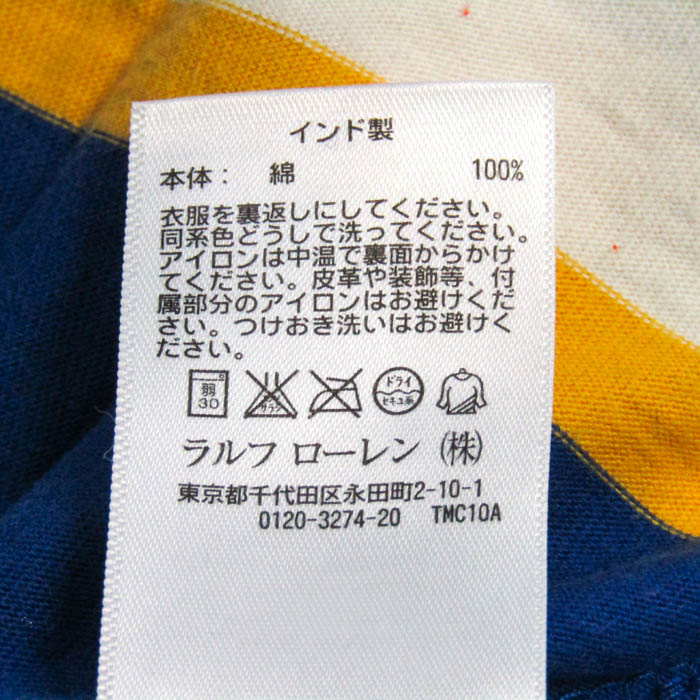 インド製
本体： 綿 100%
衣服を裏返しにしてください。
同系色どうしで洗ってください。
アイロンは中温で裏面からかけ
てください。皮革や装飾等、付
属部分のアイロンはお避けくだ
さい。つけおき洗いはお避けく
ださい。
弱 30 ドライ セキユ系
ラルフ ローレン （株）
東京都千代田区永田町2-10-1
0120-3274-20 TMC10A